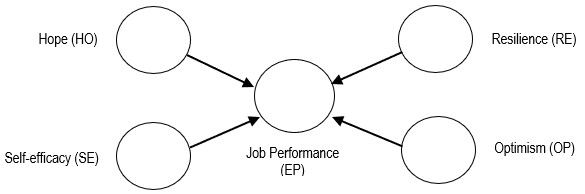 Hope (HO)
Resilience (RE)
Self-efficacy (SE)
Job Performance
(EP)
Optimism (OP)